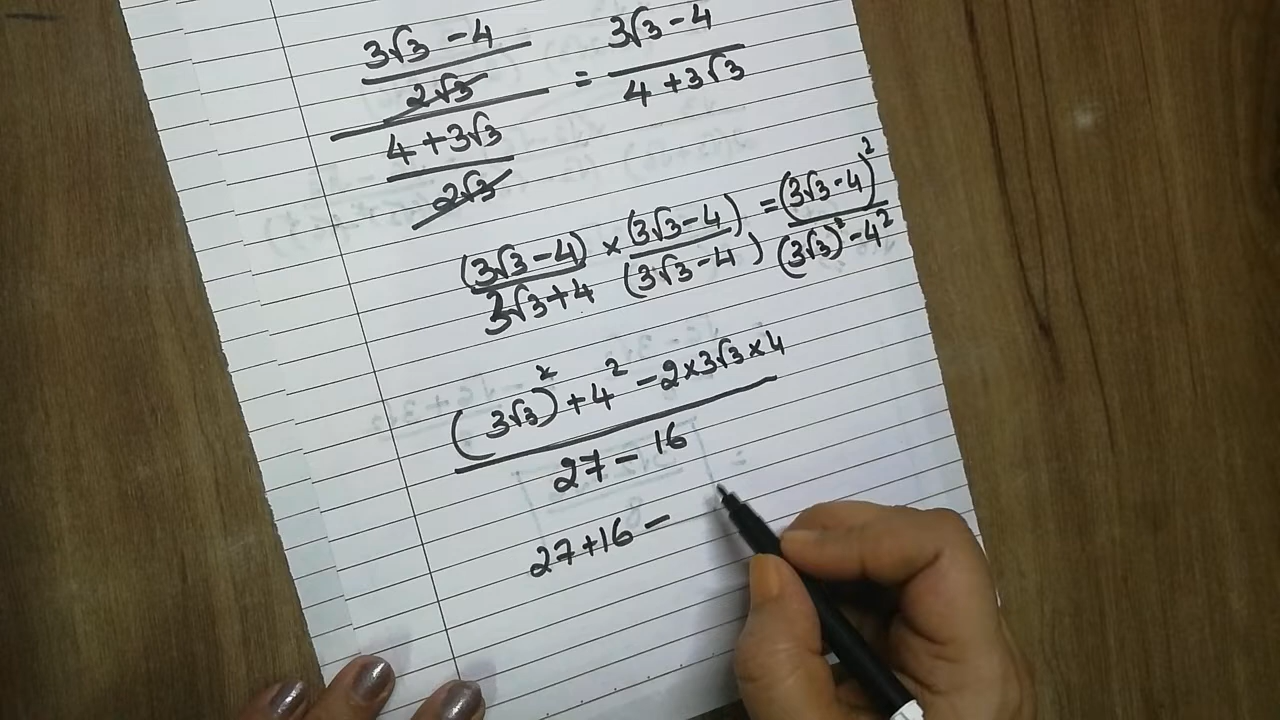 3√3 - 4 / 2√3 = 3√3 - 4 / 4 + 3√3
4 + 3√3 / 2√3
(3√3 - 4) / 3√3 + 4 × (3√3 - 4) / (3√3 - 4) = (3√3 - 4)² / (3√3)² - 4²
(3√3)² + 4² - 2×3√3×4
27 - 16
27 + 16 -